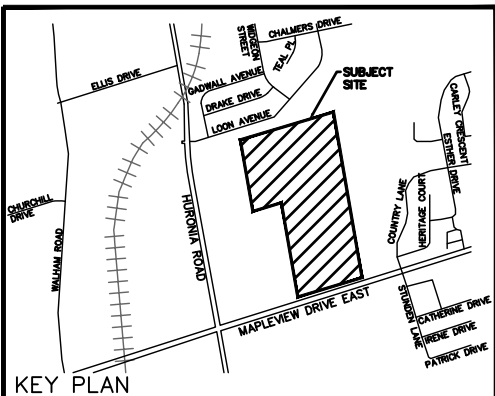 WIDGEON
STREET
CHALMERS DRIVE
TEAL PL
ELLIS DRIVE
GADWALL AVENUE
DRAKE DRIVE
LOON AVENUE
SUBJECT
SITE
CARLEY CRESCENT
ESTHER DRIVE
CHURCHILL
DRIVE
WALHAM ROAD
HURONIA ROAD
COUNTRY LANE
HERITAGE COURT
MAPLEVIEW DRIVE EAST
STUNDEN LANE
CATHERINE DRIVE
IRENE DRIVE
PATRICK DRIVE
KEY PLAN